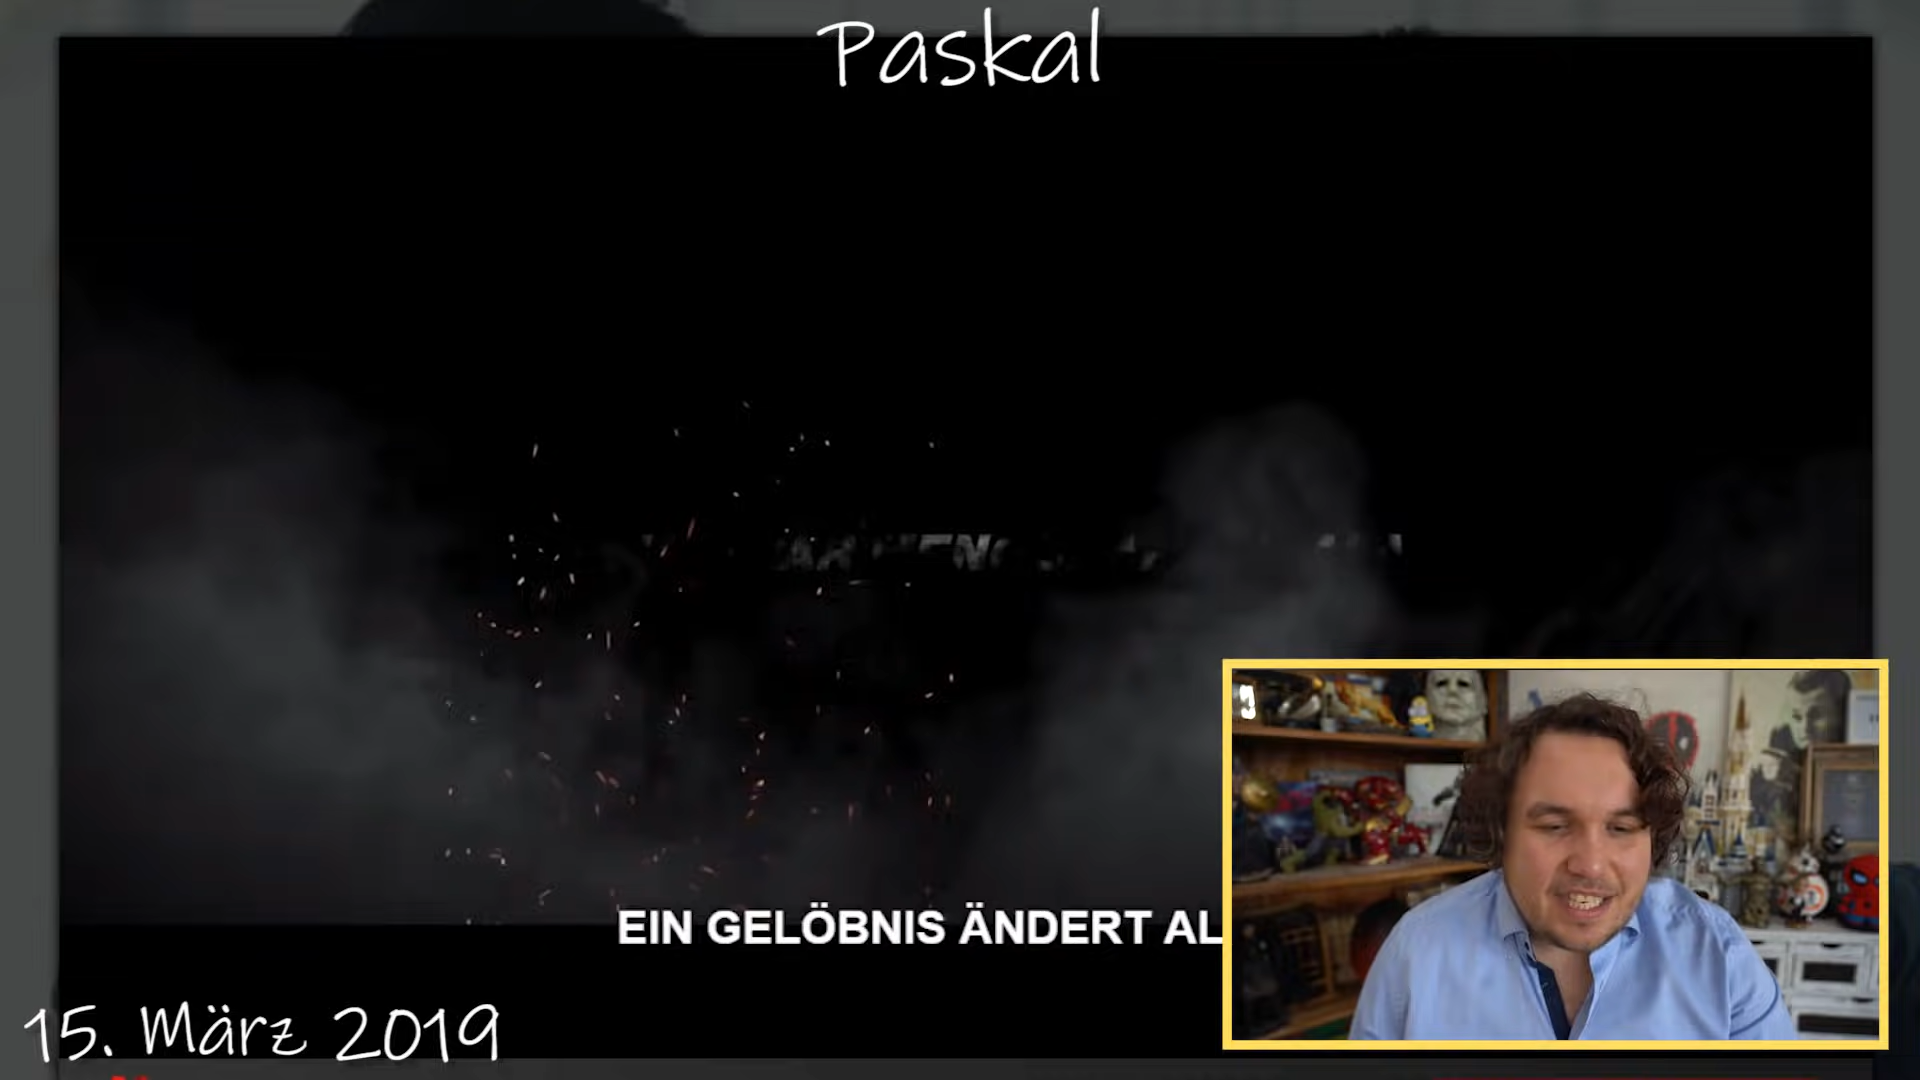 Paskal
EIN GELÖBNIS ÄNDERT AL
15. März 2019